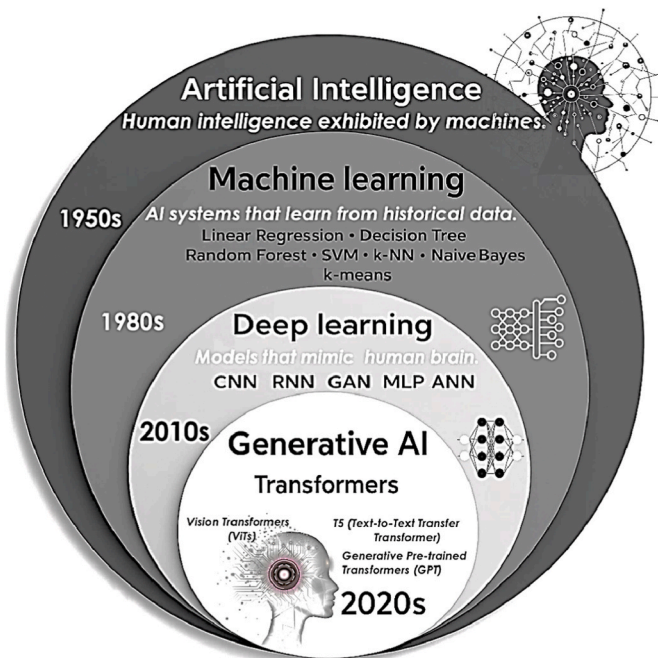 Artificial Intelligence
Human intelligence exhibited by machines.
Machine learning
1950s
AI systems that learn from historical data.
Linear Regression • Decision Tree
Random Forest • SVM • k-NN • Naive Bayes
k-means
1980s
Deep learning
Models that mimic human brain.
CNN RNN GAN MLP ANN
2010s
Generative AI
Transformers
Vision Transformers
(ViTs)
T5 (Text-to-Text Transfer
Transformer)
Generative Pre-trained
Transformers (GPT)
2020s